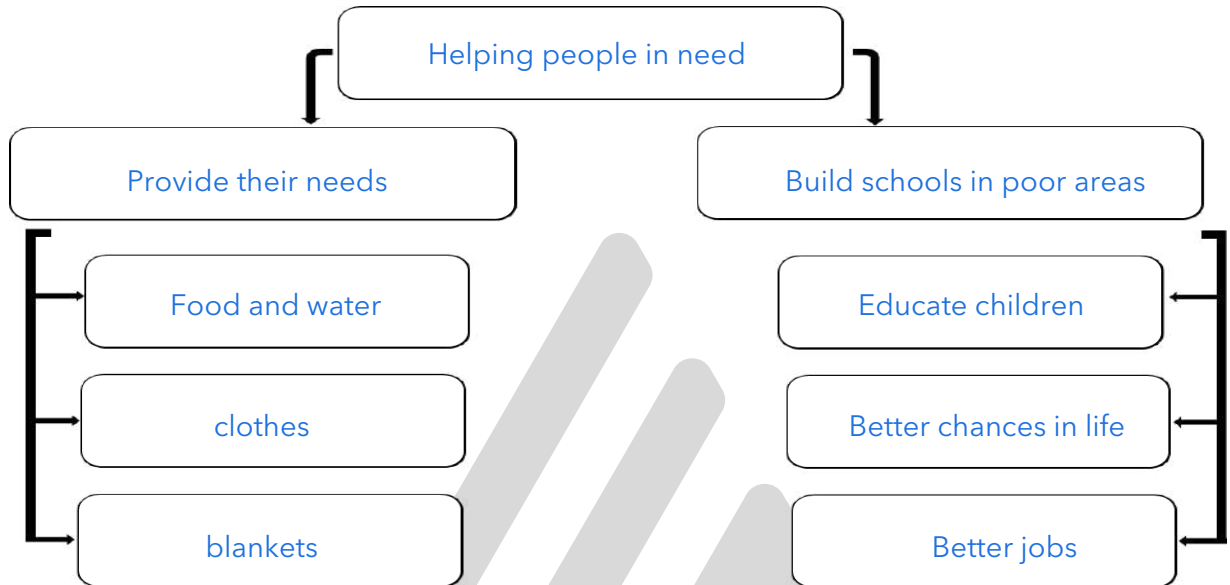 Helping people in need
Provide their needs
Build schools in poor areas
Food and water
Educate children
clothes
Better chances in life
blankets
Better jobs